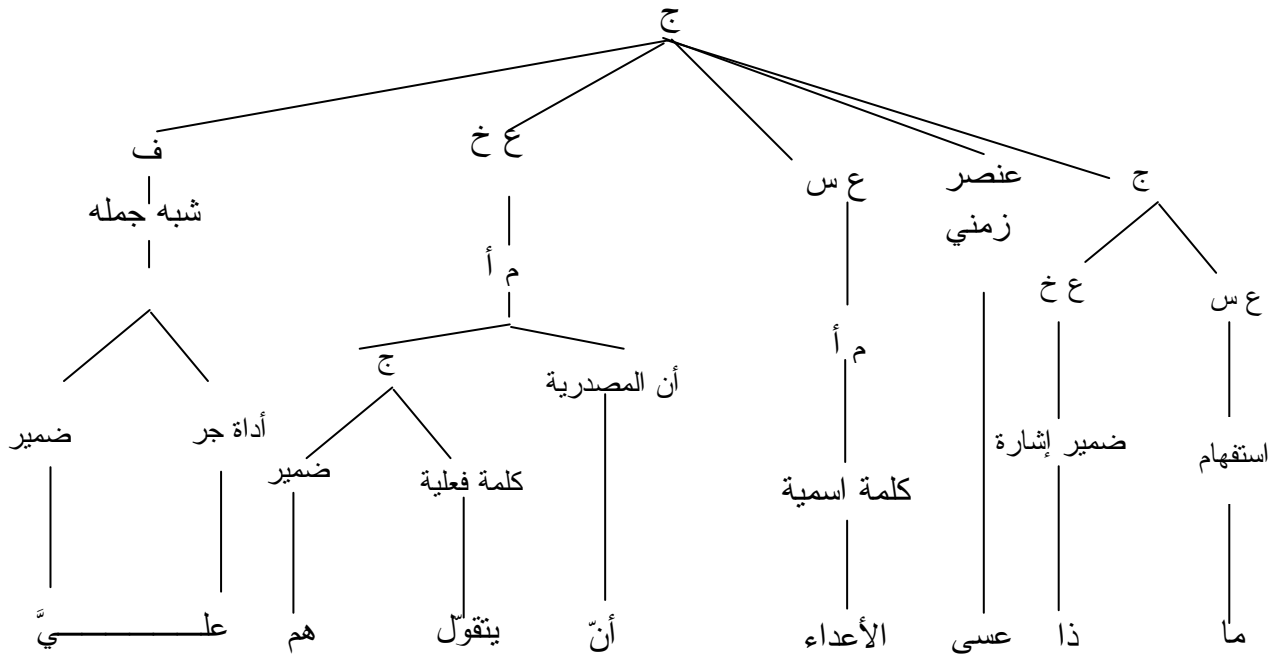 ج
ج
عنصر
زمني
ع س
ع خ
ف
شبه جمله
ع س
ع خ
م أ
م أ
ج
أن المصدرية
استفهام
ضمير إشارة
كلمة اسمية
كلمة فعلية
ضمير
أداة جر
ضمير
ما ذا عسى الأعداء أنّ يتقوّل هم علـيَّ